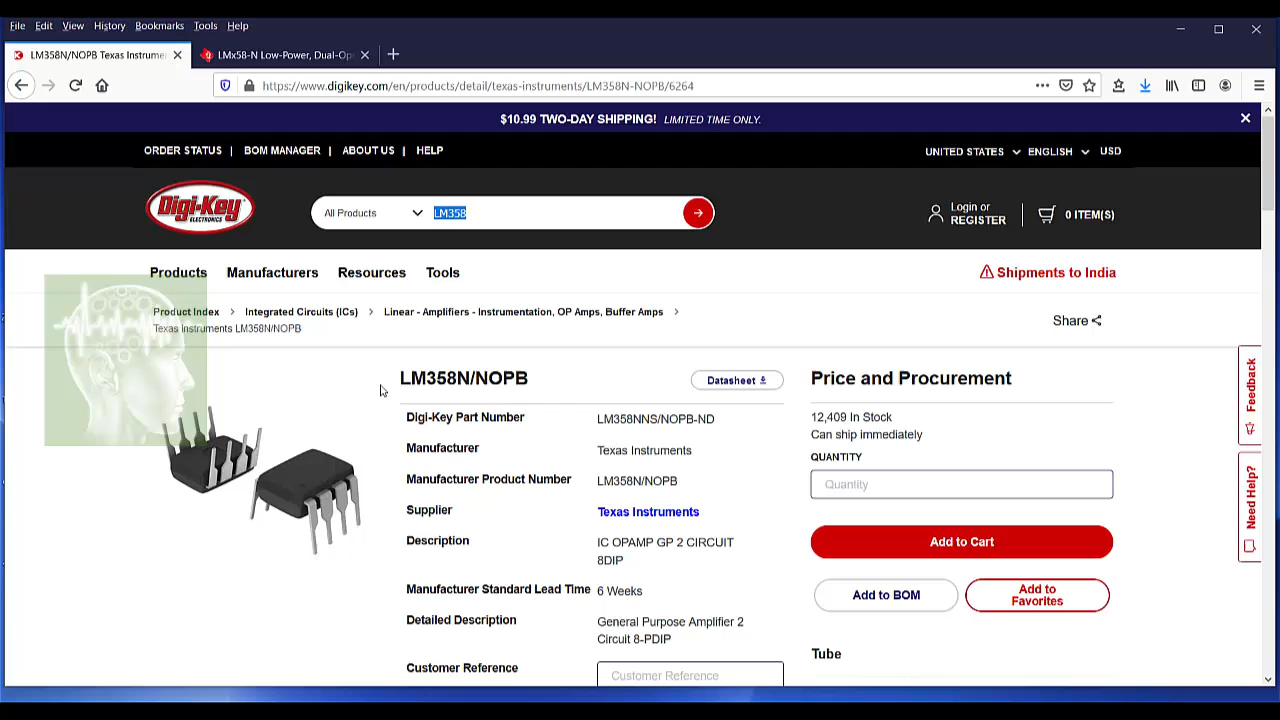 File Edit View History Bookmarks Tools Help
LM358N/NOPB Texas Instrume
LMx58-N Low-Power, Dual-Op
https://www.digikey.com/en/products/detail/texas-instruments/LM358N-NOPB/6264
$10.99 TWO-DAY SHIPPING! LIMITED TIME ONLY.
ORDER STATUS | BOM MANAGER | ABOUT US | HELP
UNITED STATES ENGLISH USD
Digi-Key
ELECTRONICS
All Products LM358
Login or
REGISTER
0 ITEM(S)
Products Manufacturers Resources Tools
Shipments to India
Product Index > Integrated Circuits (ICs) > Linear - Amplifiers - Instrumentation, OP Amps, Buffer Amps >
Texas Instruments LM358N/NOPB
Share
LM358N/NOPB
Datasheet
Digi-Key Part Number LM358NNS/NOPB-ND
Manufacturer Texas Instruments
Manufacturer Product Number LM358N/NOPB
Supplier Texas Instruments
Description IC OPAMP GP 2 CIRCUIT
8DIP
Manufacturer Standard Lead Time 6 Weeks
Detailed Description General Purpose Amplifier 2
Circuit 8-PDIP
Customer Reference Customer Reference
Price and Procurement
12,409 In Stock
Can ship immediately
QUANTITY
Quantity
Add to Cart
Add to BOM
Add to
Favorites
Tube
Feedback
Need Help?